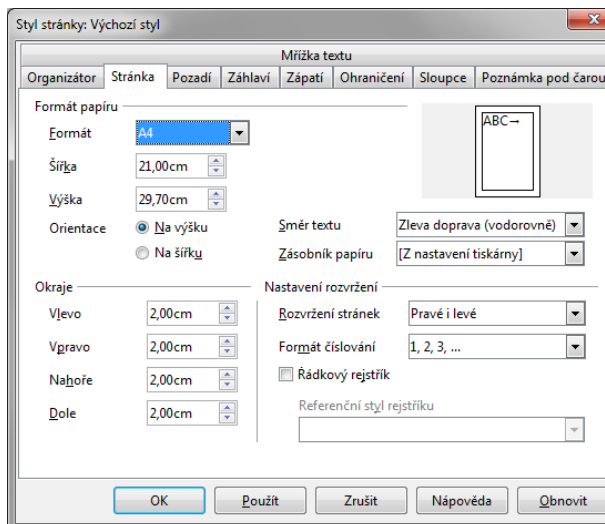 Styl stránky: Výchozí styl
Mřížka textu
Organizátor Stránka Pozadí Záhlaví Zápatí Ohraničení Sloupce Poznámka pod čarou
Formát papíru
Formát A4
ABC→
Šířka 21,00cm
Výška 29,70cm
Orientace Na výšku Směr textu Zleva doprava (vodorovně)
Na šířku Zásobník papíru [Z nastavení tiskárny]
Okraje Nastavení rozvržení
Vlevo 2,00cm Rozvržení stránek Pravé i levé
Vpravo 2,00cm Formát číslování 1, 2, 3, ...
Nahoře 2,00cm Řádkový rejstřík
Dole 2,00cm Referenční styl rejstříku
OK Použít Zrušit Nápověda Obnovit